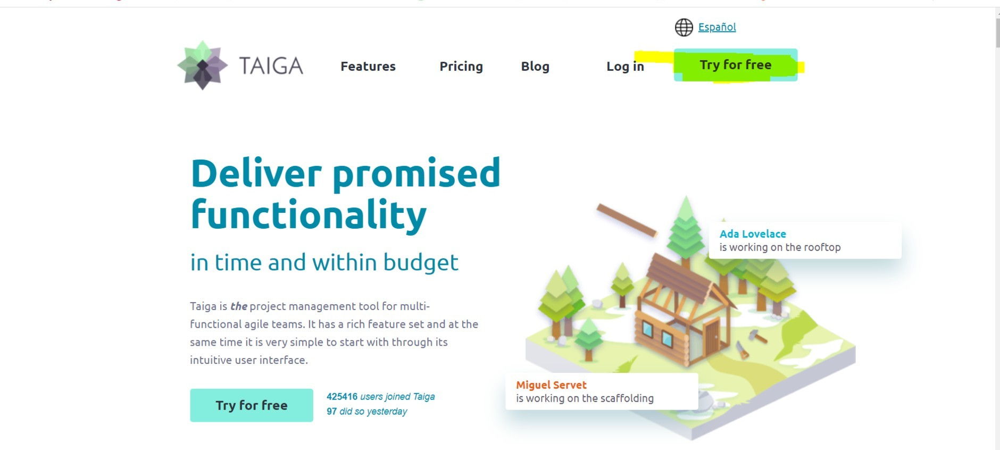 Español
TAIGA
Features
Pricing
Blog
Log in
Try for free
Deliver promised
functionality
in time and within budget
Taiga is the project management tool for multi-
functional agile teams. It has a rich feature set and at the
same time it is very simple to start with through its
intuitive user interface.
Try for free
425416 users joined Taiga
97 did so yesterday
Ada Lovelace
is working on the rooftop
Miguel Servet
is working on the scaffolding